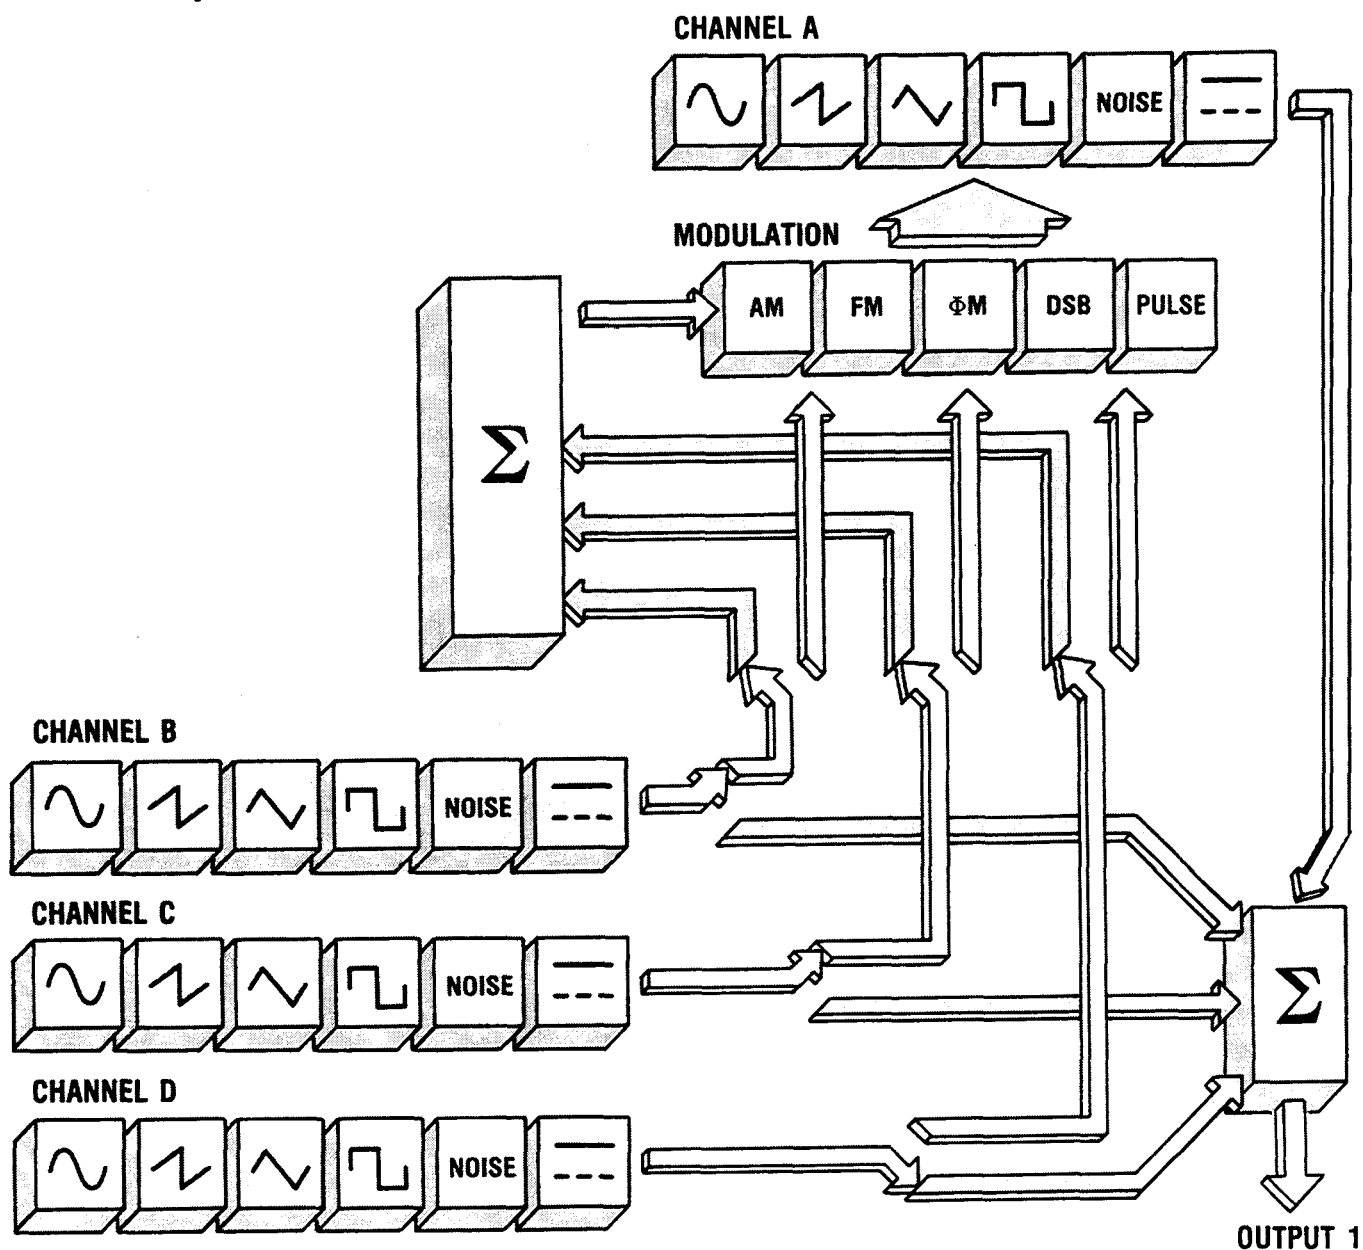 CHANNEL A
NOISE
MODULATION
AM FM ΦM DSB PULSE
Σ
CHANNEL B
NOISE
CHANNEL C
NOISE
Σ
CHANNEL D
NOISE
OUTPUT 1